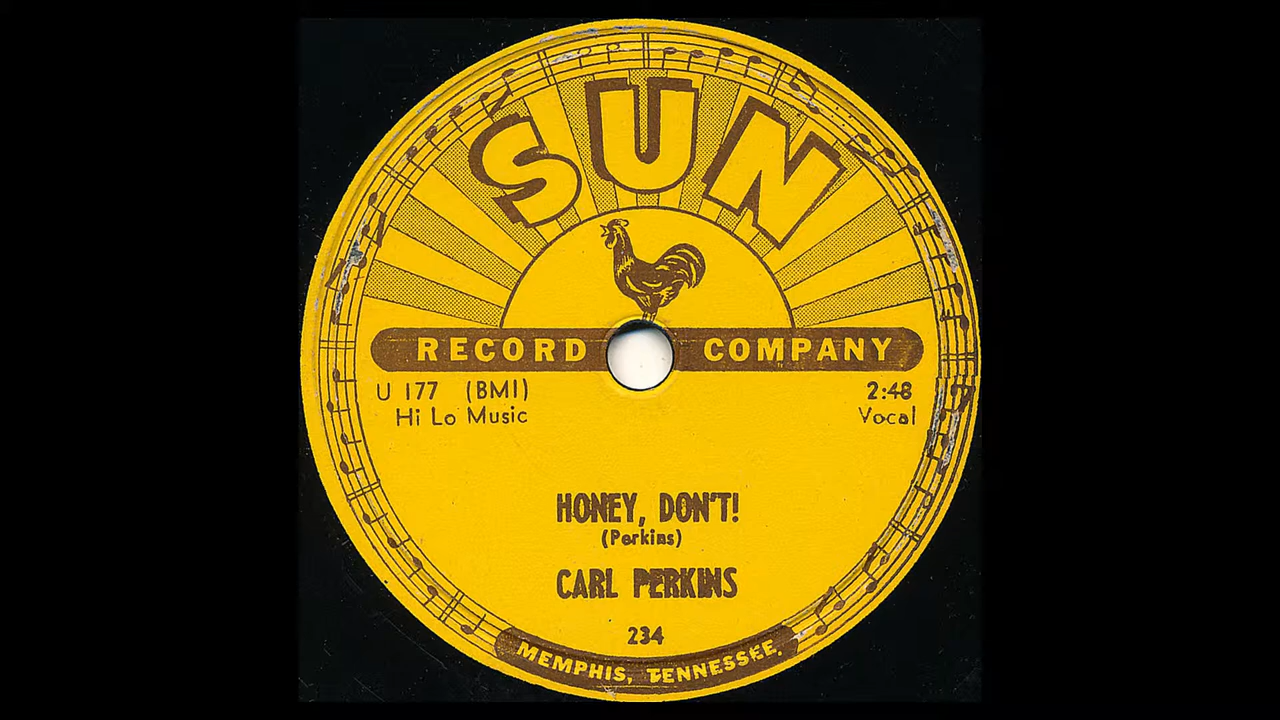 SUN
RECORD COMPANY
U 177 (BMI)
Hi Lo Music
2:48
Vocal
HONEY, DON'T!
(Perkins)
CARL PERKINS
234
MEMPHIS, TENNESSEE.